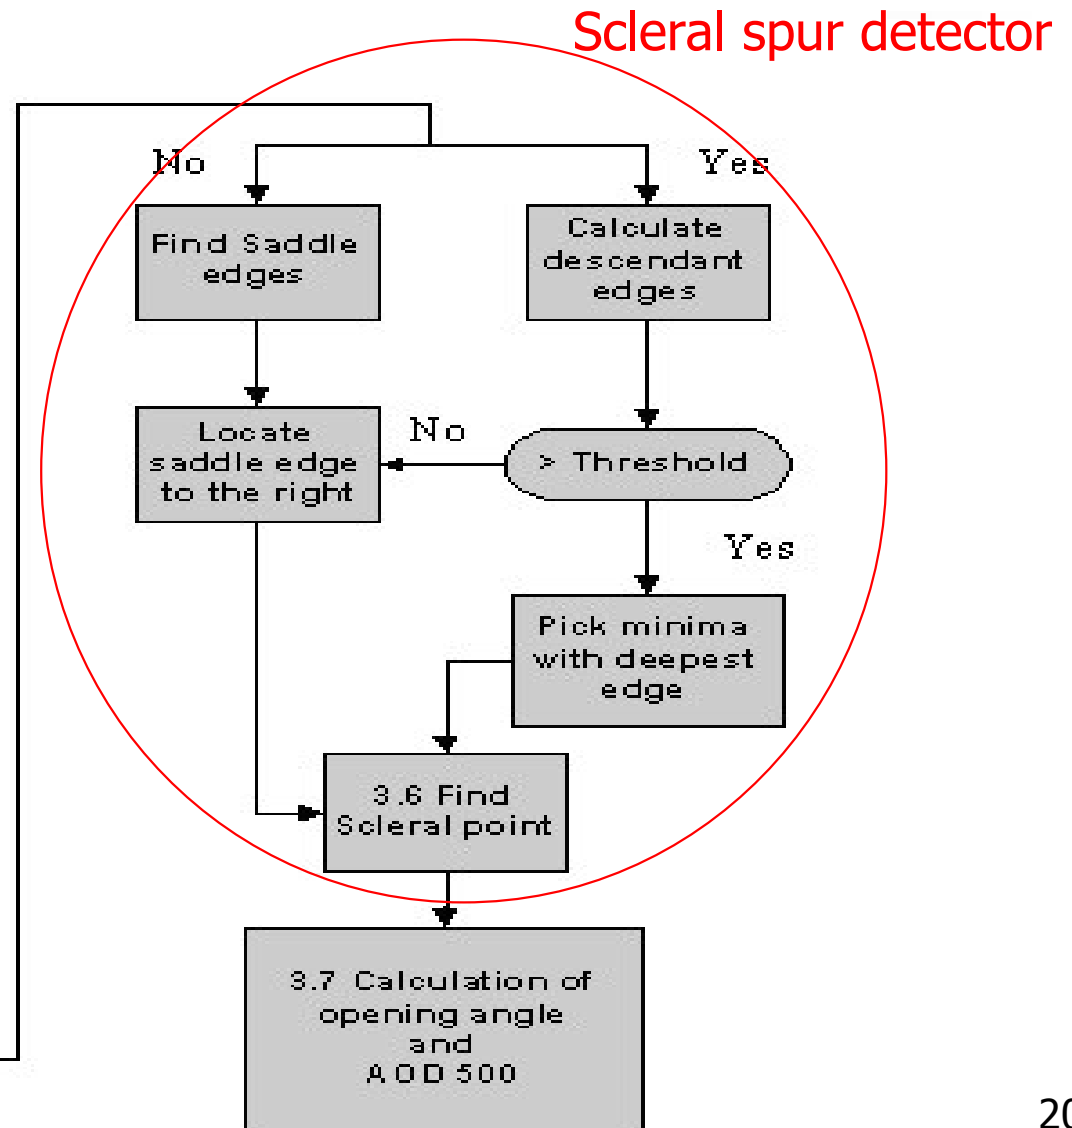 Scleral spur detector
No
Yes
Find Saddle
edges
Calculate
descendant
edges
Locate
saddle edge
to the right
No
> Threshold
Yes
Pick minima
with deepest
edge
3.6 Find
Scleral point
3.7 Calculation of
opening angle
and
AOD 500
20